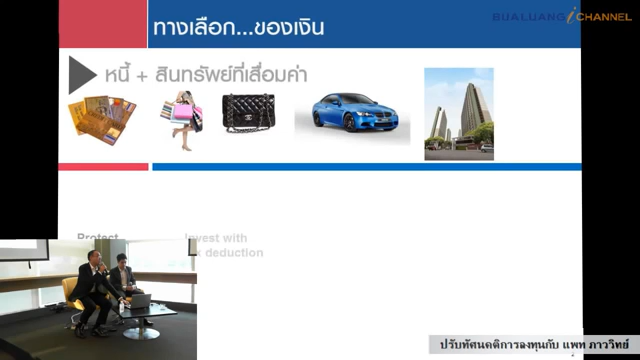 BUALUANG iCHANNEL
ทางเลือก...ของเงิน
หนี้ + สินทรัพย์ที่เสื่อมค่า
Protect
Invest with
deduction
ปรับทัศนคติการลงทุนกับ แพท ภาววิทย์